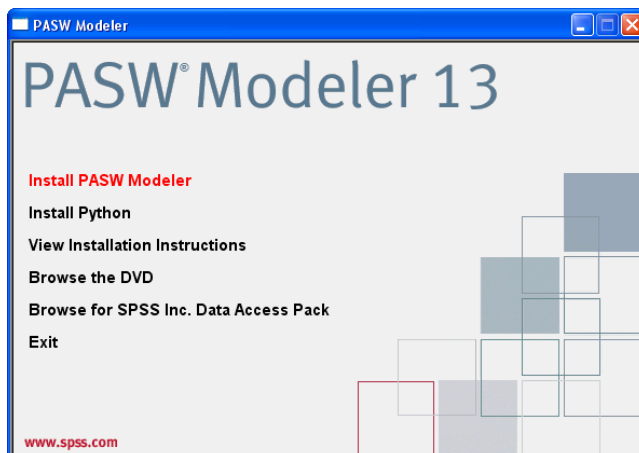 PASW Modeler
PASW® Modeler 13
Install PASW Modeler
Install Python
View Installation Instructions
Browse the DVD
Browse for SPSS Inc. Data Access Pack
Exit
www.spss.com